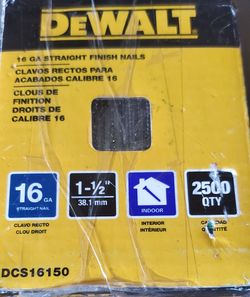 DEWALT
16 GA STRAIGHT FINISH NAILS
CLAVOS RECTOS PARA
ACABADOS CALIBRE 16
CLOUS DE
FINITION
DROITS DE
CALIBRE 16
16 GA
STRAIGHT NAIL
1-½"
38.1 mm
INDOOR
2500
QTY
CLAVO RECTO
CLOU DROIT
INTERIOR
INTÉRIEUR
CANTIDAD
QUANTITÉ
DCS16150